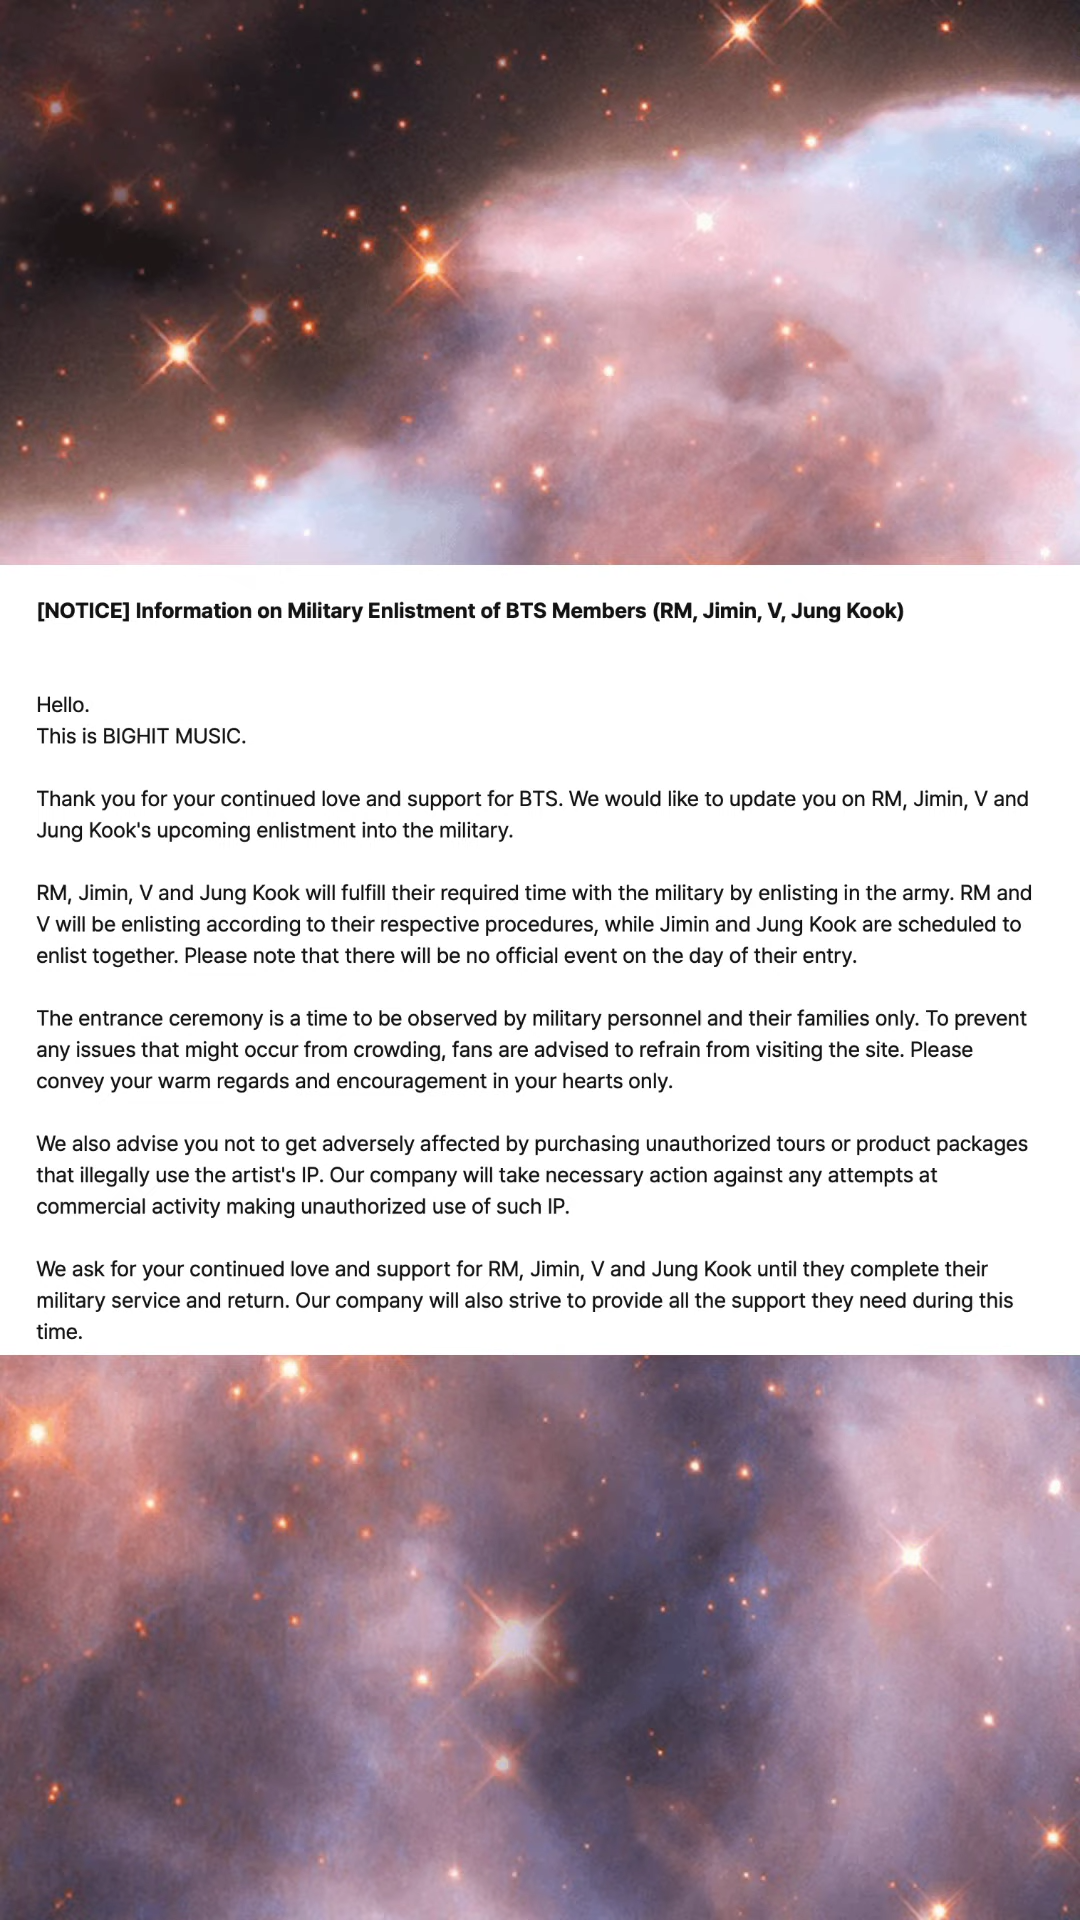 [NOTICE] Information on Military Enlistment of BTS Members (RM, Jimin, V, Jung Kook)
Hello.
This is BIGHIT MUSIC.
Thank you for your continued love and support for BTS. We would like to update you on RM, Jimin, V and
Jung Kook's upcoming enlistment into the military.
RM, Jimin, V and Jung Kook will fulfill their required time with the military by enlisting in the army. RM and
V will be enlisting according to their respective procedures, while Jimin and Jung Kook are scheduled to
enlist together. Please note that there will be no official event on the day of their entry.
The entrance ceremony is a time to be observed by military personnel and their families only. To prevent
any issues that might occur from crowding, fans are advised to refrain from visiting the site. Please
convey your warm regards and encouragement in your hearts only.
We also advise you not to get adversely affected by purchasing unauthorized tours or product packages
that illegally use the artist's IP. Our company will take necessary action against any attempts at
commercial activity making unauthorized use of such IP.
We ask for your continued love and support for RM, Jimin, V and Jung Kook until they complete their
military service and return. Our company will also strive to provide all the support they need during this
time.